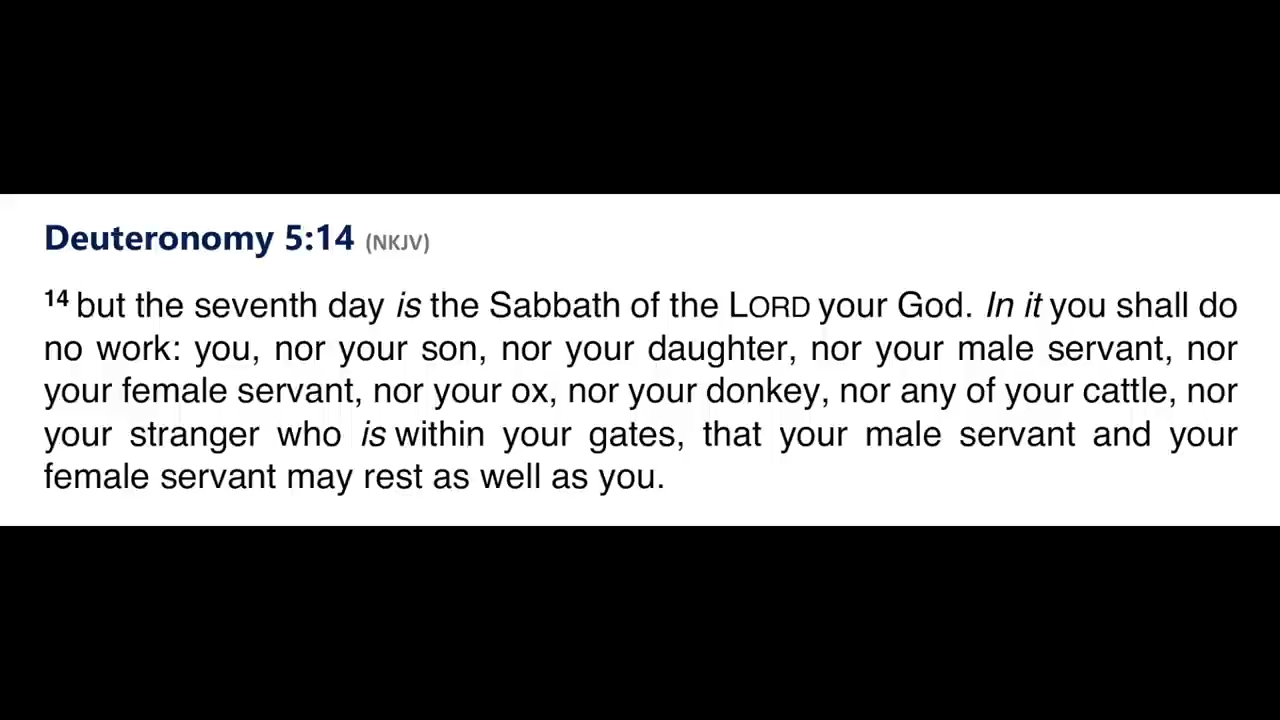 Deuteronomy 5:14 (NKJV)
14 but the seventh day is the Sabbath of the LORD your God. In it you shall do
no work: you, nor your son, nor your daughter, nor your male servant, nor
your female servant, nor your ox, nor your donkey, nor any of your cattle, nor
your stranger who is within your gates, that your male servant and your
female servant may rest as well as you.